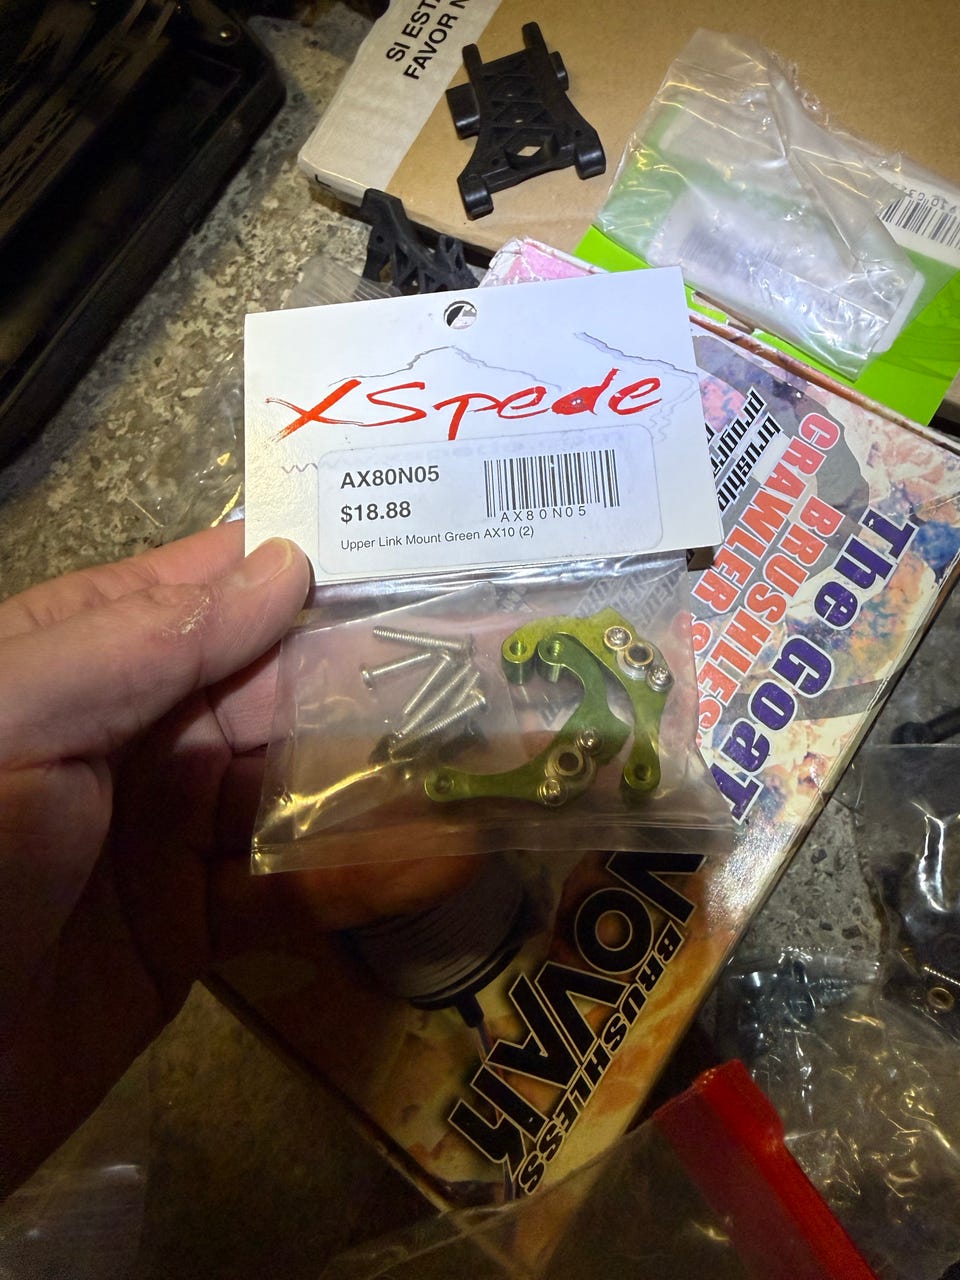 SI ESTA
FAVOR N
XSpede
AX80N05
$18.88
AX80N05
Upper Link Mount Green AX10 (2)
The Goat
BRUSHLES
CRAWLER S
NOVAK
BRUSHLESS